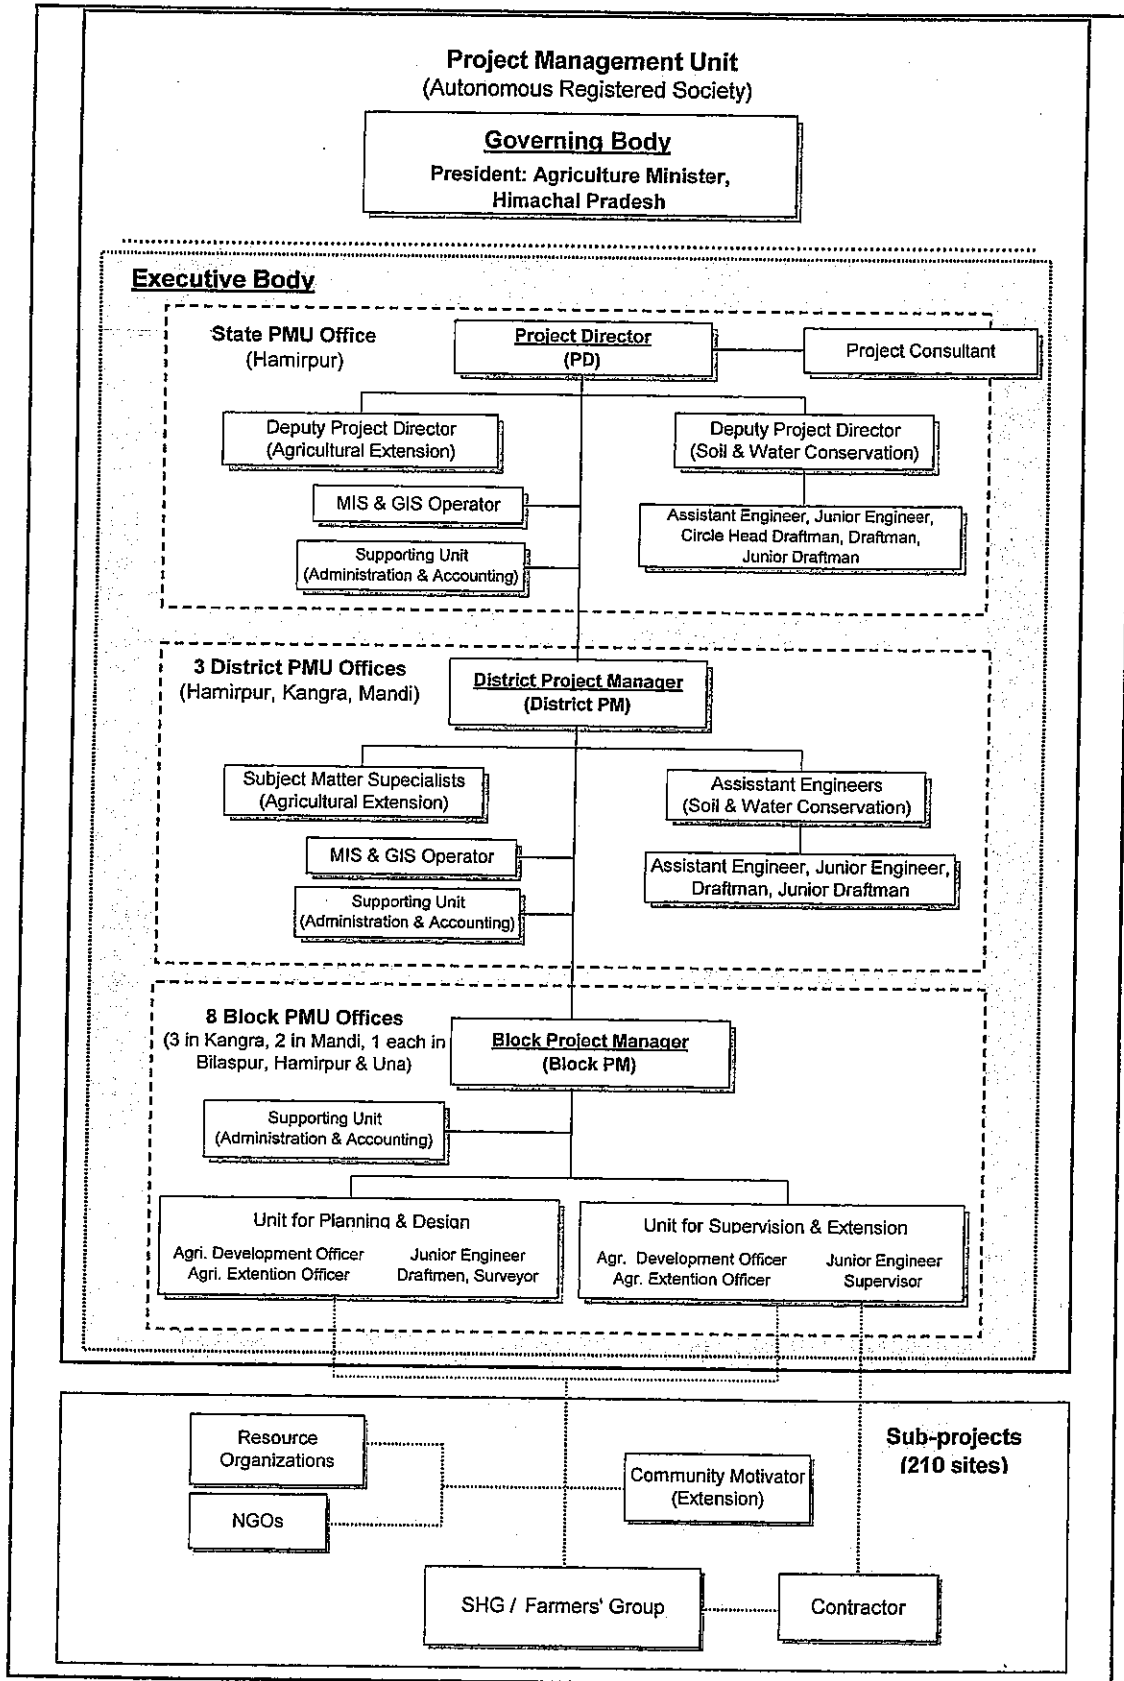 Project Management Unit
(Autonomous Registered Society)
Governing Body
President: Agriculture Minister,
Himachal Pradesh
Executive Body
State PMU Office
(Hamirpur)
Project Director
(PD)
Project Consultant
Deputy Project Director
(Agricultural Extension)
Deputy Project Director
(Soil & Water Conservation)
MIS & GIS Operator
Assistant Engineer, Junior Engineer,
Circle Head Draftman, Draftman,
Junior Draftman
Supporting Unit
(Administration & Accounting)
3 District PMU Offices
(Hamirpur, Kangra, Mandi)
District Project Manager
(District PM)
Subject Matter Supecialists
(Agricultural Extension)
Assisstant Engineers
(Soil & Water Conservation)
MIS & GIS Operator
Assistant Engineer, Junior Engineer,
Draftman, Junior Draftman
Supporting Unit
(Administration & Accounting)
8 Block PMU Offices
(3 in Kangra, 2 in Mandi, 1 each in
Bilaspur, Hamirpur & Una)
Block Project Manager
(Block PM)
Supporting Unit
(Administration & Accounting)
Unit for Planning & Design
Agri. Development Officer Junior Engineer
Agri. Extention Officer Draftmen, Surveyor
Unit for Supervision & Extension
Agr. Development Officer Junior Engineer
Agr. Extention Officer Supervisor
Sub-projects
(210 sites)
Resource
Organizations
Community Motivator
(Extension)
NGOs
SHG / Farmers' Group
Contractor